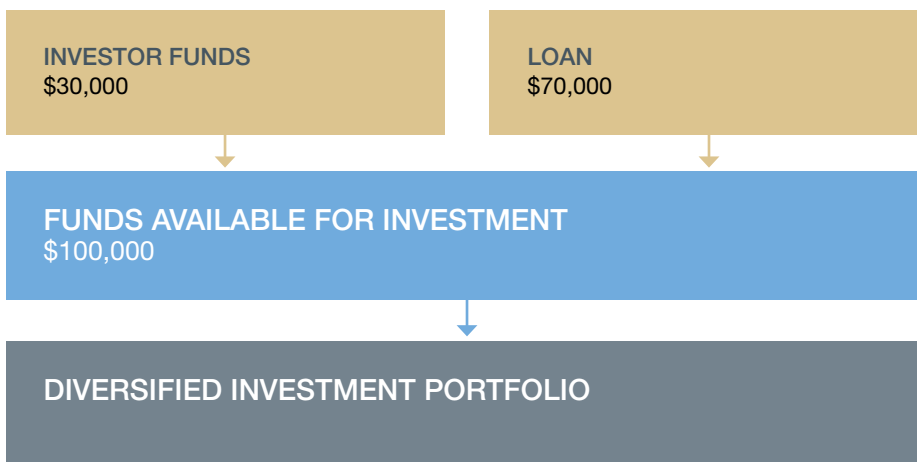 INVESTOR FUNDS
$30,000
LOAN
$70,000
FUNDS AVAILABLE FOR INVESTMENT
$100,000
DIVERSIFIED INVESTMENT PORTFOLIO